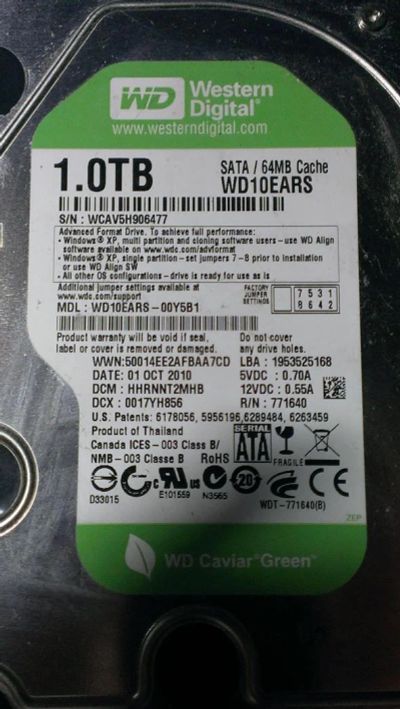 WD Western
Digital®
www.westerndigital.com
1.0TB
SATA / 64MB Cache
WD10EARS
S/N : WCAV5H906477
Advanced Format Drive. To achieve full performance:
- Windows® XP, multi partition and cloning software users - use WD Align
software available on www.wdc.com/advformat
- Windows® XP, single partition - set jumpers 7-8 prior to installation
or use WD Align SW
- All other OS configurations - drive is ready for use as is
Additional jumper settings available at
www.wdc.com/support
FACTORY
JUMPER
SETTINGS
7 5 3 1
8 6 4 2
MDL : WD10EARS-00Y5B1
Product warranty will be void if seal,
label or cover is removed or damaged.
Do not cover
any drive holes.
WWN:50014EE2AFBAA7CD
LBA : 1953525168
DATE: 01 OCT 2010
5VDC : 0.70A
DCM : HHRNNT2MHB
12VDC : 0.55A
DCX : 0017YH856
R/N : 771640
U.S. Patents: 6178056, 5956196, 6289484, 6263459
Product of Thailand
Canada ICES-003 Class B/
NMB-003 Classe B RoHS
SERIAL
ATA
FRAGILE
D33015
E101559
N3565
20
CE
WDT-771640(B)
ZEP
WD Caviar®Green™